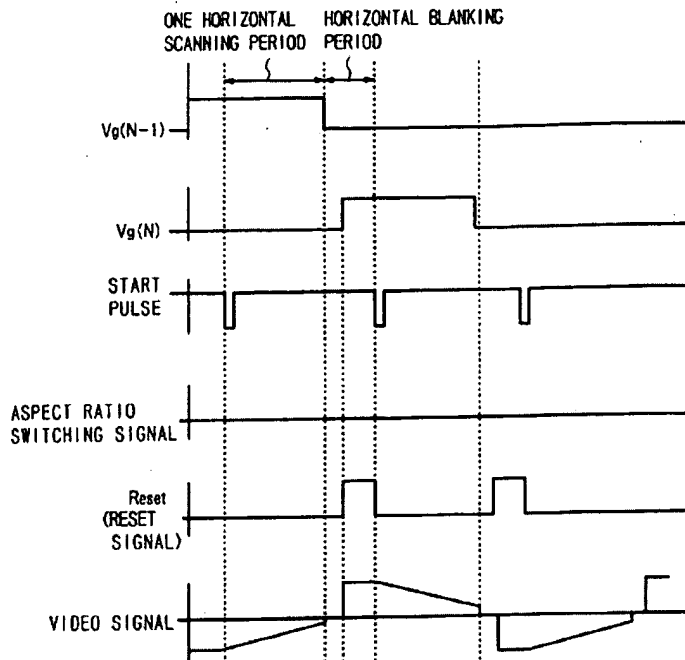 ONE HORIZONTAL
SCANNING PERIOD
HORIZONTAL BLANKING
PERIOD
Vg(N-1)
Vg(N)
START
PULSE
ASPECT RATIO
SWITCHING SIGNAL
Reset
(RESET
SIGNAL)
VIDEO SIGNAL